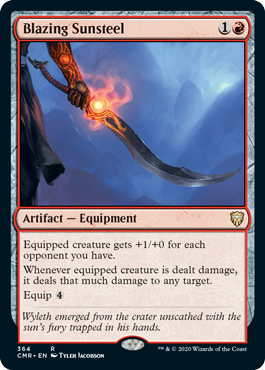 Blazing Sunsteel 1
Artifact — Equipment
Equipped creature gets +1/+0 for each
opponent you have.
Whenever equipped creature is dealt damage,
it deals that much damage to any target.
Equip 4
Wyleth emerged from the crater unscathed with the
sun's fury trapped in his hands.
364 R
CMR • EN Tyler Jacobson ™ & © 2020 Wizards of the Coast